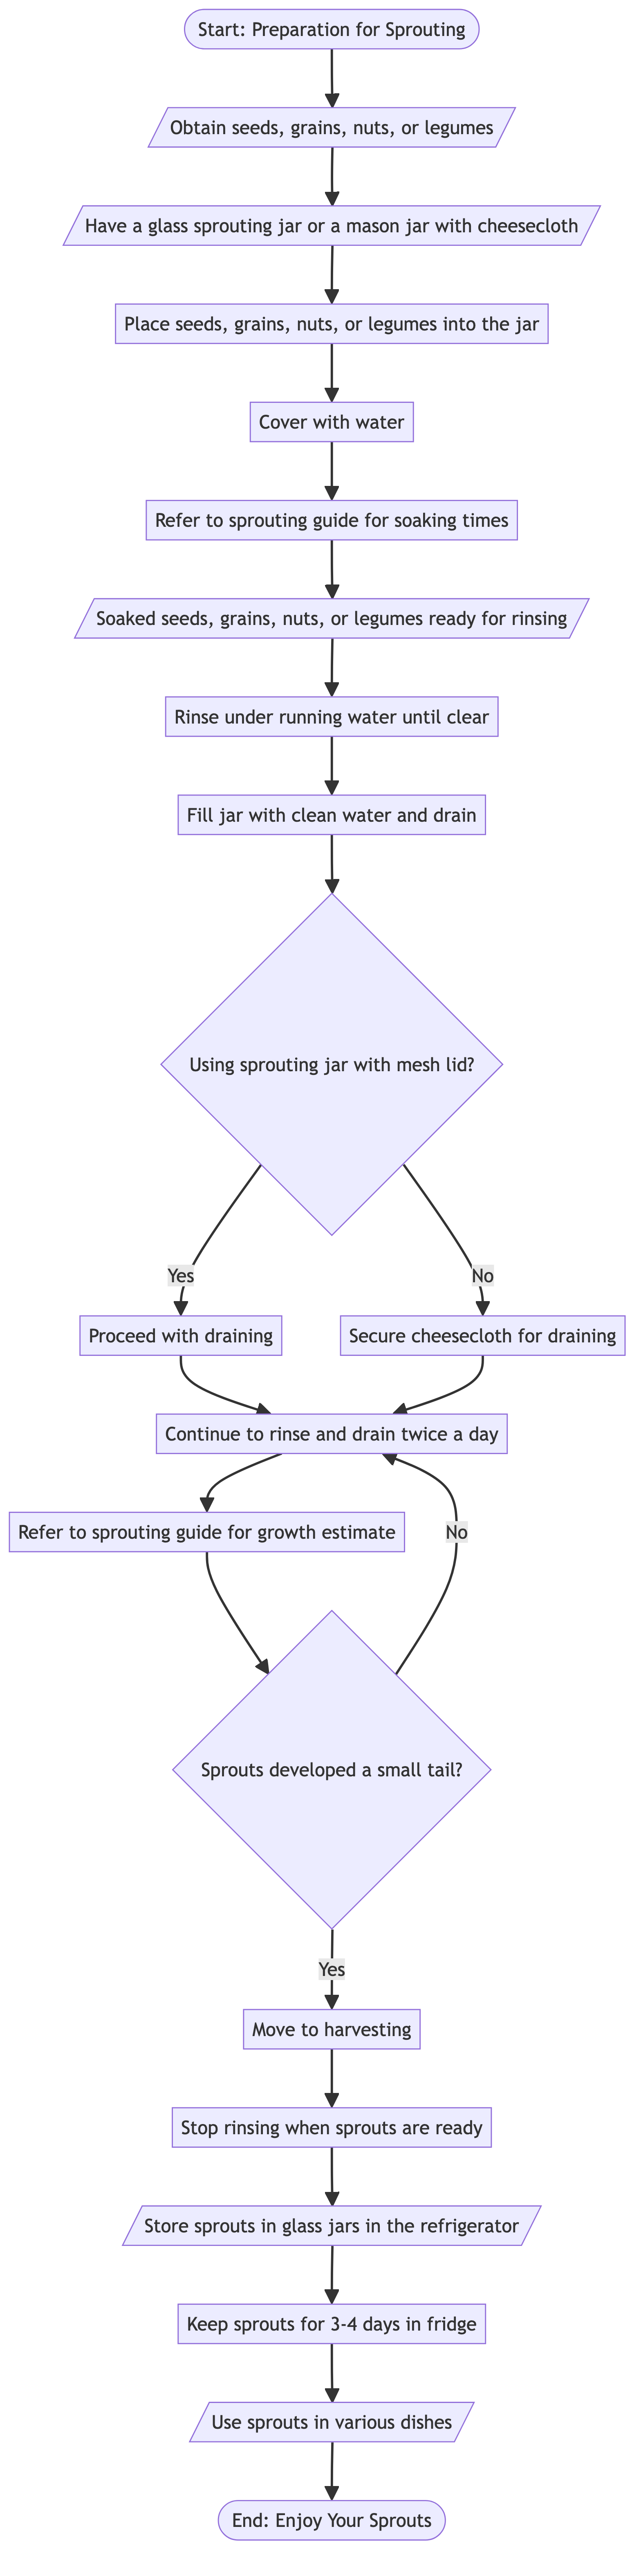 Start: Preparation for Sprouting
Obtain seeds, grains, nuts, or legumes
Have a glass sprouting jar or a mason jar with cheesecloth
Place seeds, grains, nuts, or legumes into the jar
Cover with water
Refer to sprouting guide for soaking times
Soaked seeds, grains, nuts, or legumes ready for rinsing
Rinse under running water until clear
Fill jar with clean water and drain
Using sprouting jar with mesh lid?
Yes
No
Proceed with draining
Secure cheesecloth for draining
Continue to rinse and drain twice a day
Refer to sprouting guide for growth estimate
No
Sprouts developed a small tail?
Yes
Move to harvesting
Stop rinsing when sprouts are ready
Store sprouts in glass jars in the refrigerator
Keep sprouts for 3-4 days in fridge
Use sprouts in various dishes
End: Enjoy Your Sprouts